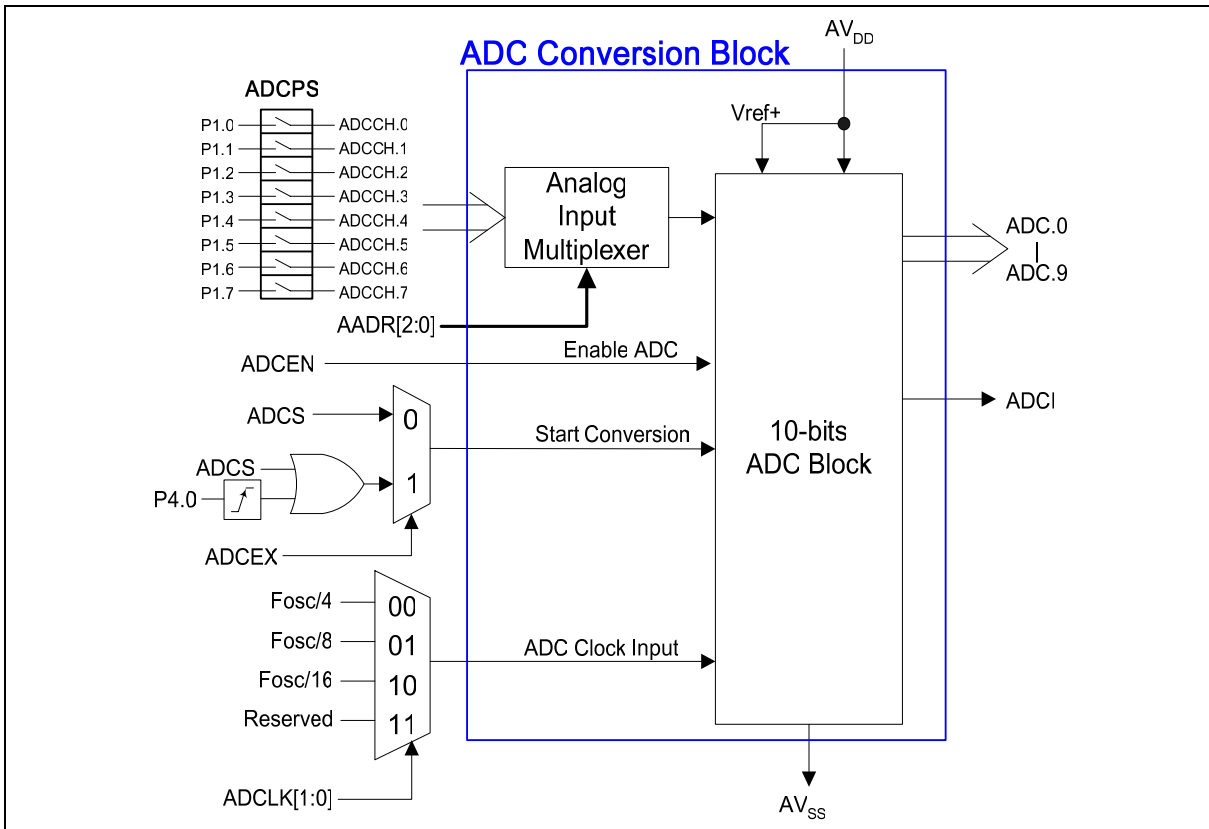 AV_DD
ADC Conversion Block
ADCPS
Vref+
P1.0 ADCCH.0
P1.1 ADCCH.1
P1.2 ADCCH.2
P1.3 ADCCH.3
P1.4 ADCCH.4
P1.5 ADCCH.5
P1.6 ADCCH.6
P1.7 ADCCH.7
Analog
Input
Multiplexer
ADC.0
ADC.9
AADR[2:0]
ADCEN
Enable ADC
ADCS
0
Start Conversion
ADCS
1
P4.0
ADCEX
10-bits
ADC Block
ADCI
Fosc/4 00
Fosc/8 01
Fosc/16 10
Reserved 11
ADC Clock Input
ADCLK[1:0]
AV_SS